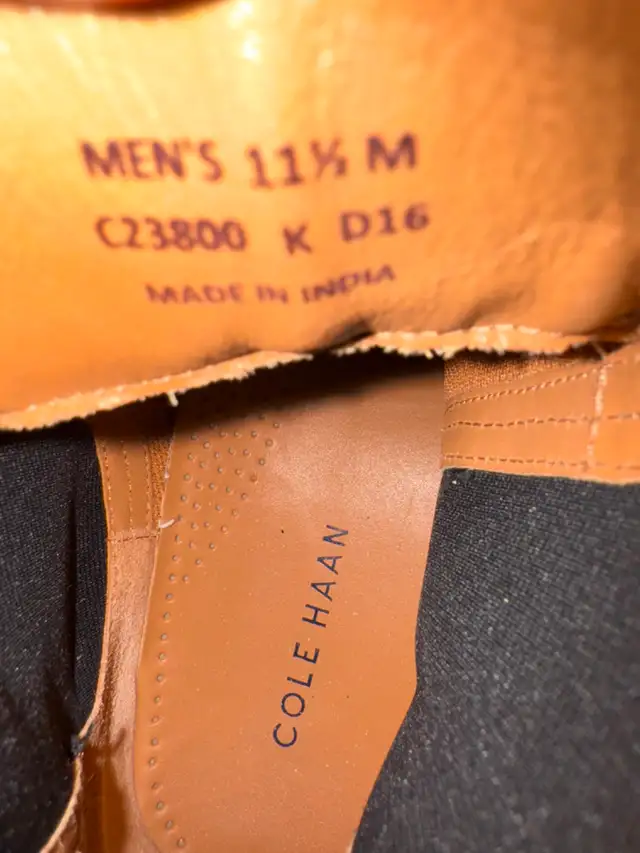 MEN'S 11½ M
C23800 K D16
MADE IN INDIA
COLE HAAN